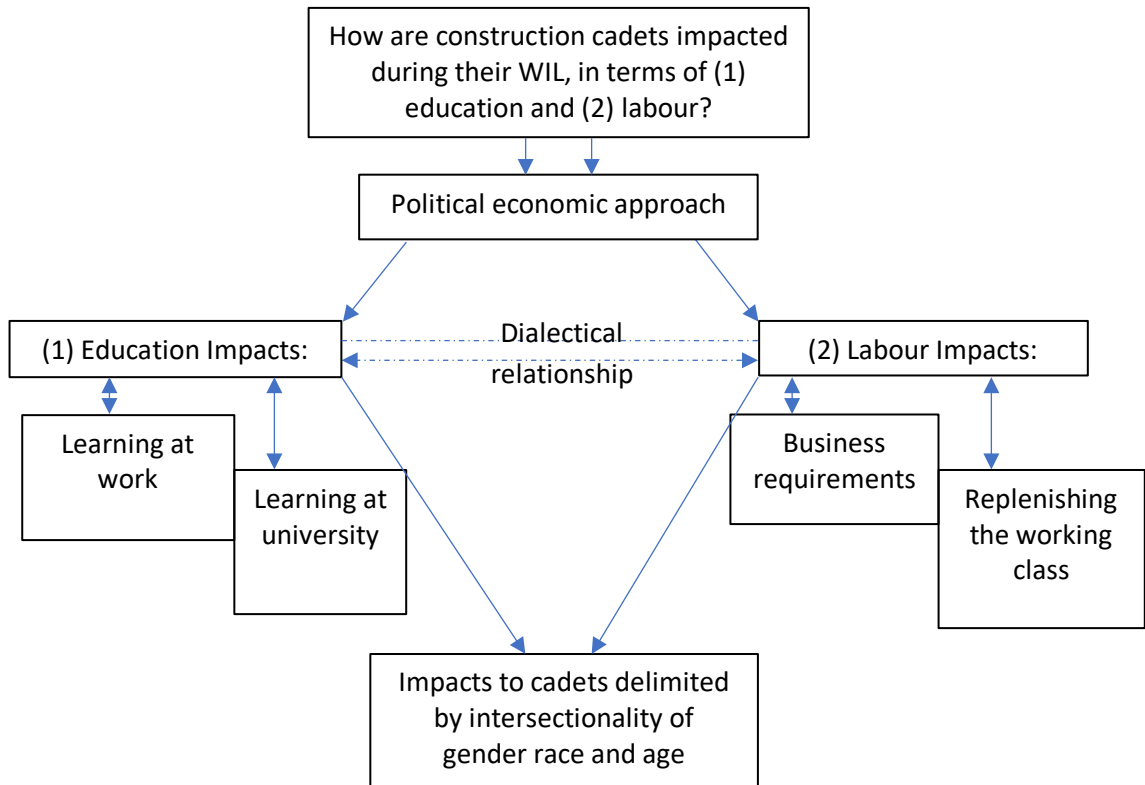 How are construction cadets impacted
during their WIL, in terms of (1)
education and (2) labour?
Political economic approach
Dialectical
relationship
(1) Education Impacts:
(2) Labour Impacts:
Learning at
work
Learning at
university
Business
requirements
Replenishing
the working
class
Impacts to cadets delimited
by intersectionality of
gender race and age